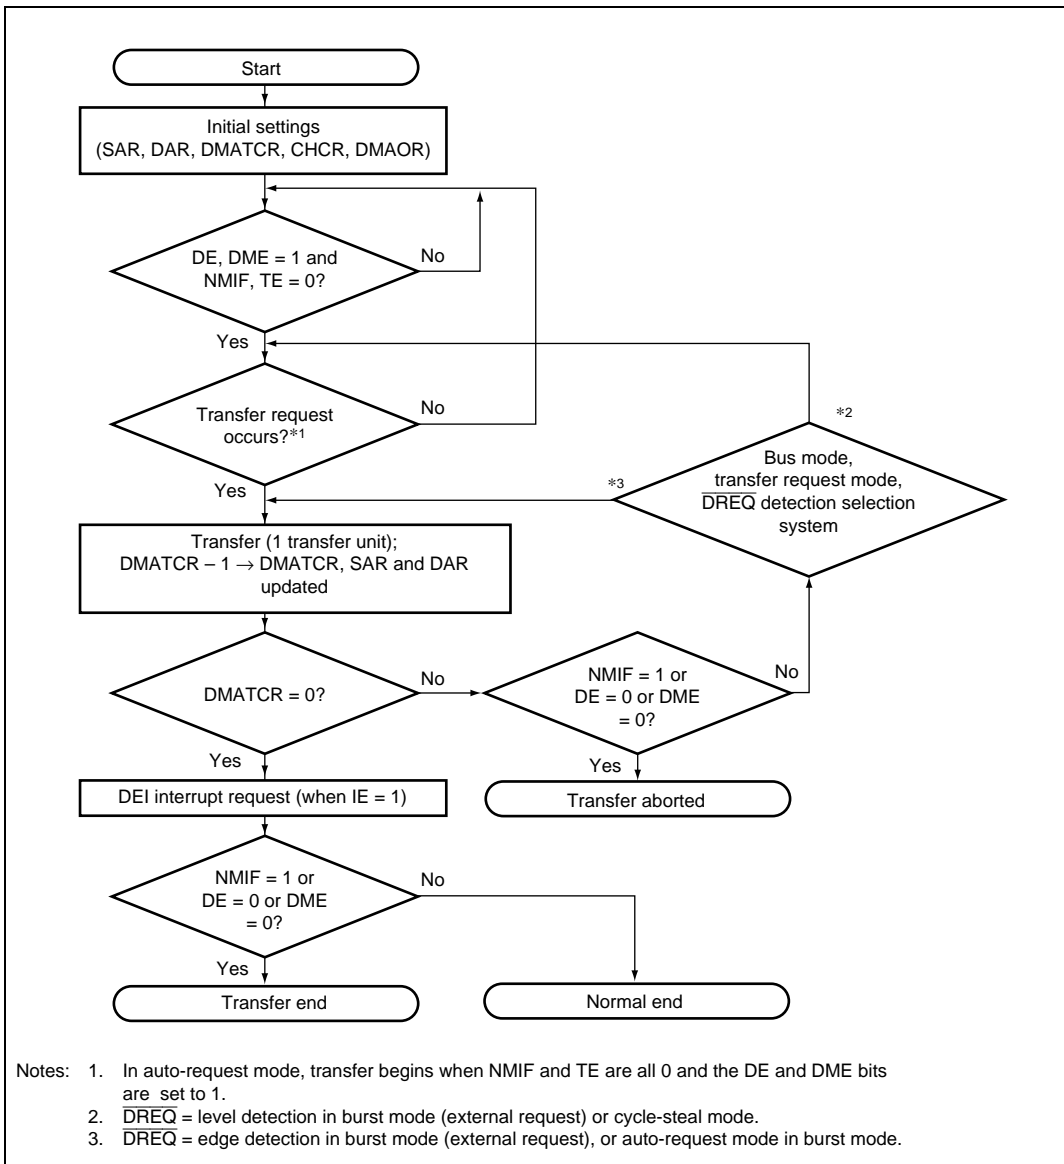 Start
Initial settings
(SAR, DAR, DMATCR, CHCR, DMAOR)
DE, DME = 1 and
NMIF, TE = 0?
No
Yes
Transfer request
occurs?*1
No
Yes
*2
Bus mode,
transfer request mode,
DREQ detection selection
system
*3
Transfer (1 transfer unit);
DMATCR – 1 → DMATCR, SAR and DAR
updated
DMATCR = 0?
No
Yes
NMIF = 1 or
DE = 0 or DME
= 0?
No
Yes
Transfer aborted
DEI interrupt request (when IE = 1)
NMIF = 1 or
DE = 0 or DME
= 0?
No
Yes
Transfer end
Normal end
Notes: 1. In auto-request mode, transfer begins when NMIF and TE are all 0 and the DE and DME bits
are set to 1.
2. DREQ = level detection in burst mode (external request) or cycle-steal mode.
3. DREQ = edge detection in burst mode (external request), or auto-request mode in burst mode.